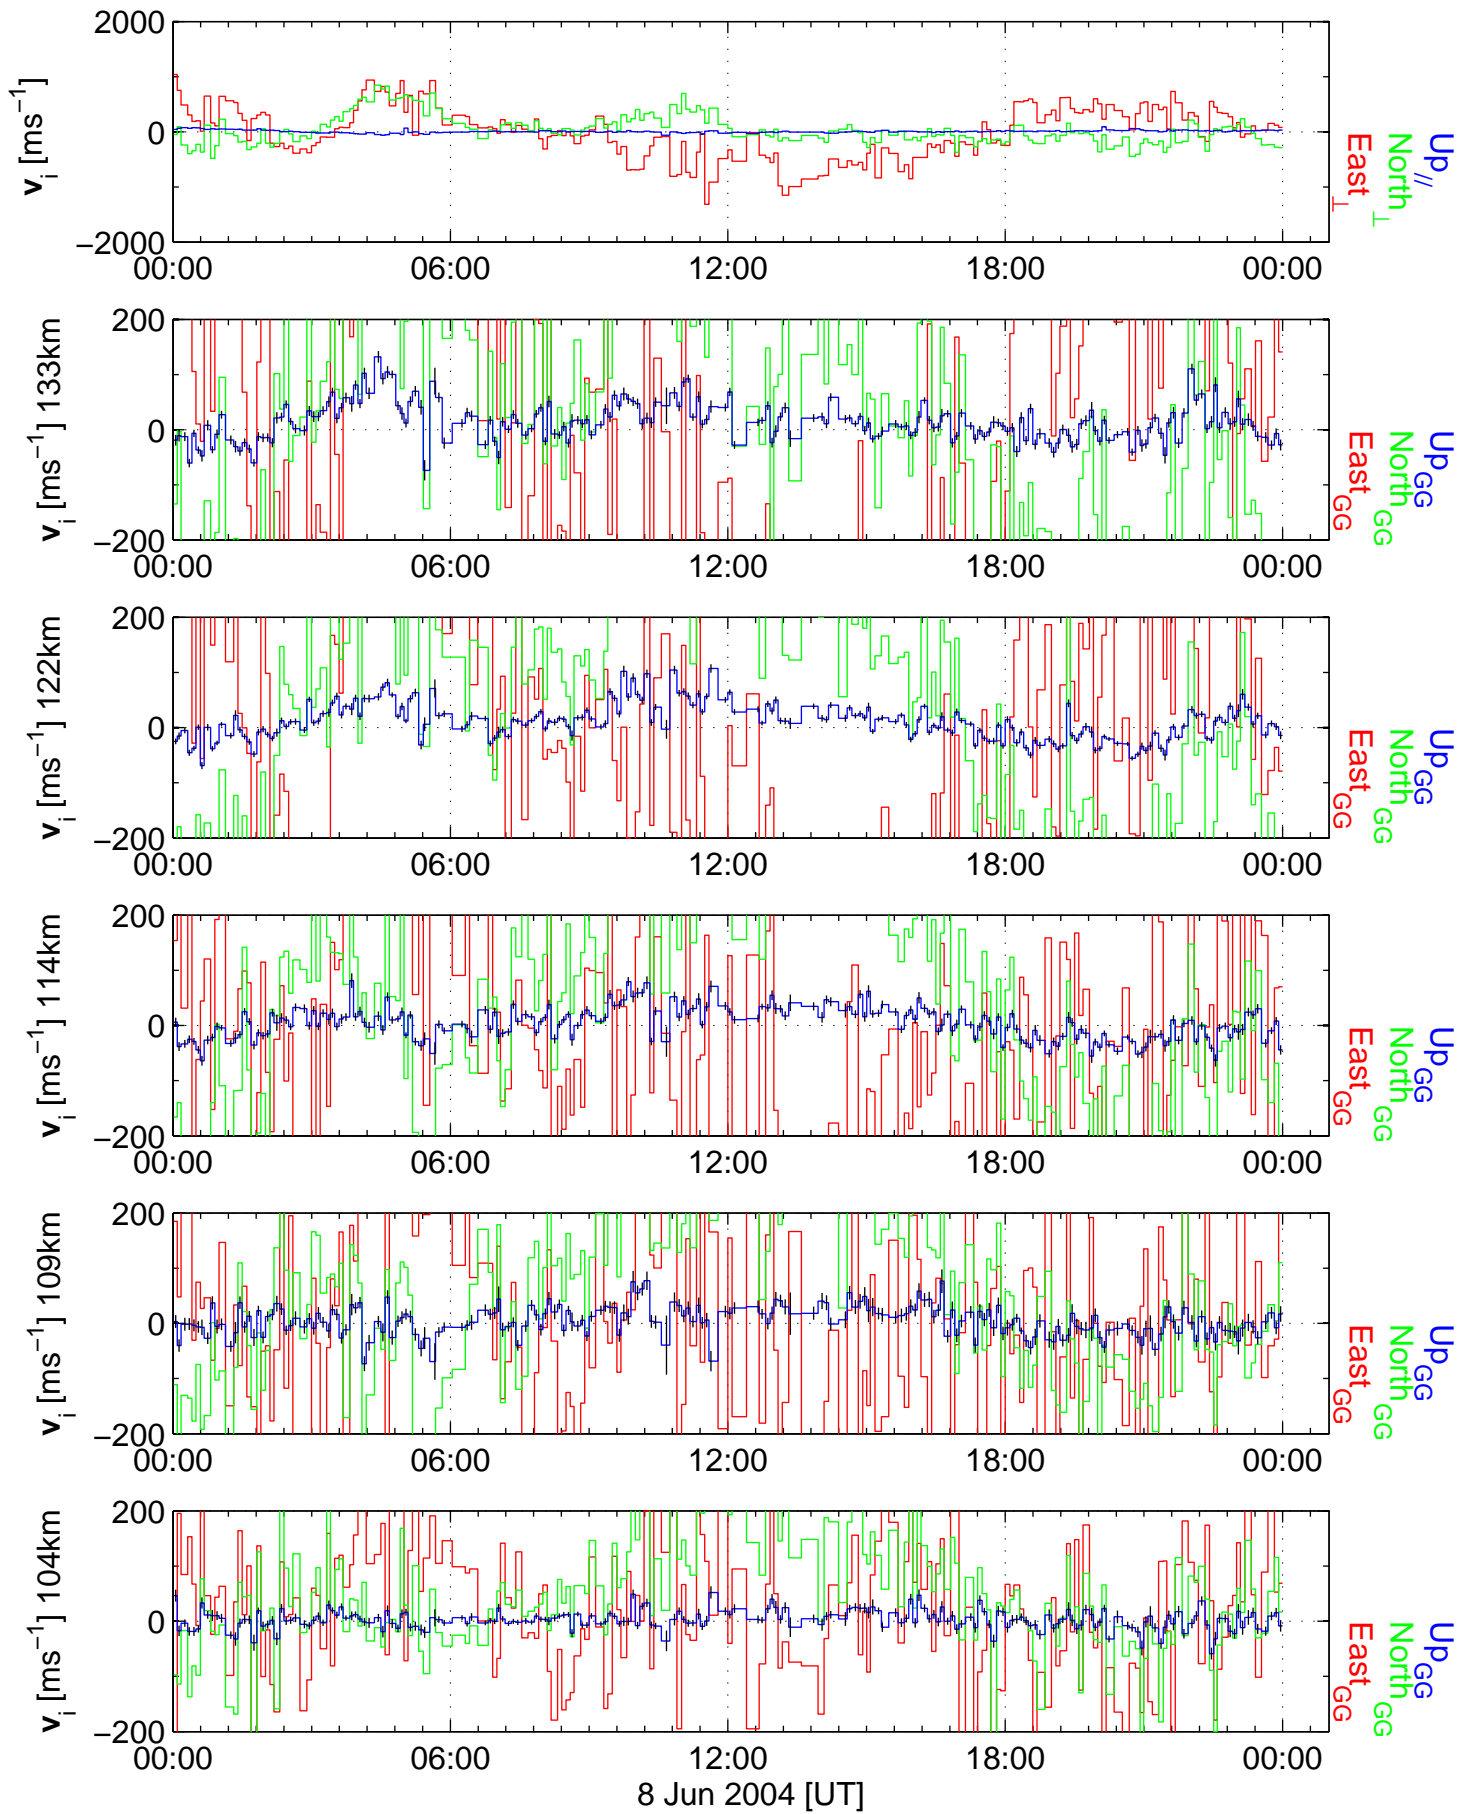 2000
0
−2000
v_i [ms^−1]
00:00 06:00 12:00 18:00 00:00
East_⊥
North_⊥
Up_//
200
0
−200
v_i [ms^−1] 133km
00:00 06:00 12:00 18:00 00:00
East_GG
North_GG
Up_GG
200
0
−200
v_i [ms^−1] 122km
00:00 06:00 12:00 18:00 00:00
East_GG
North_GG
Up_GG
200
0
−200
v_i [ms^−1] 114km
00:00 06:00 12:00 18:00 00:00
East_GG
North_GG
Up_GG
200
0
−200
v_i [ms^−1] 109km
00:00 06:00 12:00 18:00 00:00
East_GG
North_GG
Up_GG
200
0
−200
v_i [ms^−1] 104km
00:00 06:00 12:00 18:00 00:00
East_GG
North_GG
Up_GG
8 Jun 2004 [UT]